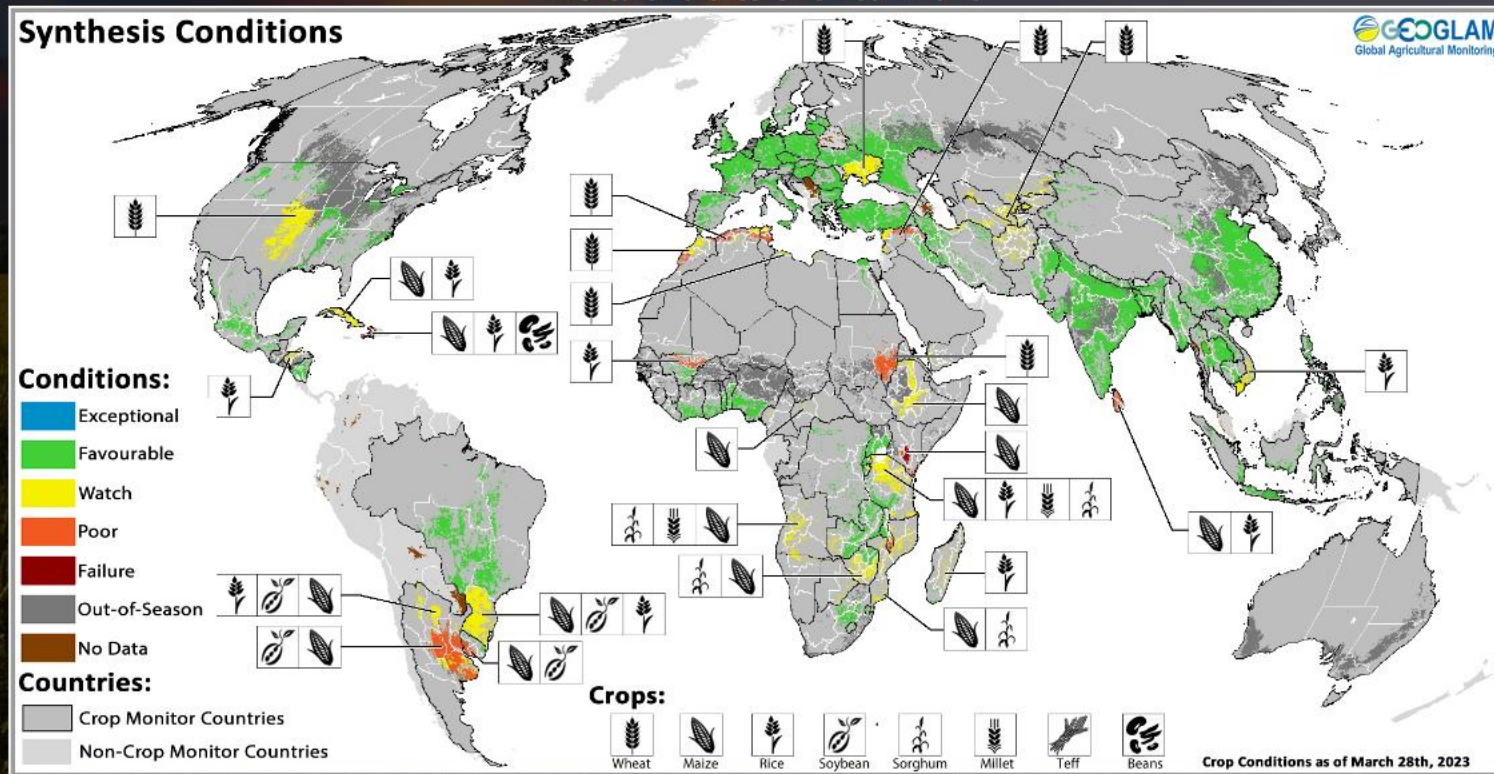 Synthesis Conditions
GEOGLAM
Global Agricultural Monitoring
Conditions:
Exceptional
Favourable
Watch
Poor
Failure
Out-of-Season
No Data
Countries:
Crop Monitor Countries
Non-Crop Monitor Countries
Crops:
Wheat
Maize
Rice
Soybean
Sorghum
Millet
Teff
Beans
Crop Conditions as of March 28th, 2023